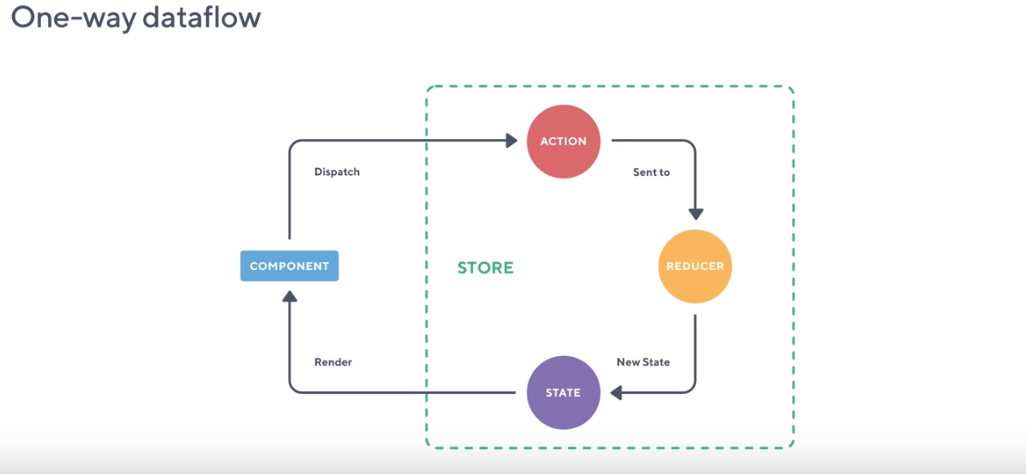 One-way dataflow
ACTION
Dispatch
Sent to
COMPONENT
STORE
REDUCER
Render
New State
STATE